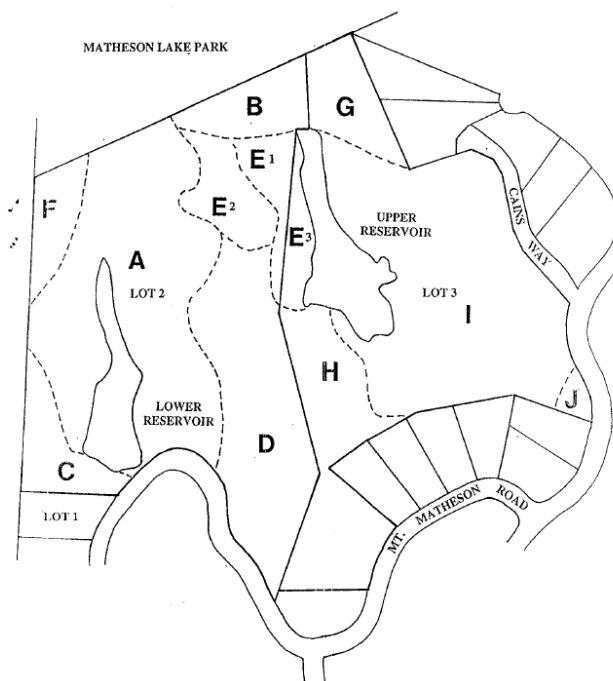 MATHESON LAKE PARK
B
G
E1
F
E2
UPPER
RESERVOIR
CAINS
WAY
E3
A
LOT 2
LOT 3
I
H
J
LOWER
RESERVOIR
D
C
LOT 1
MT. MATHESON ROAD